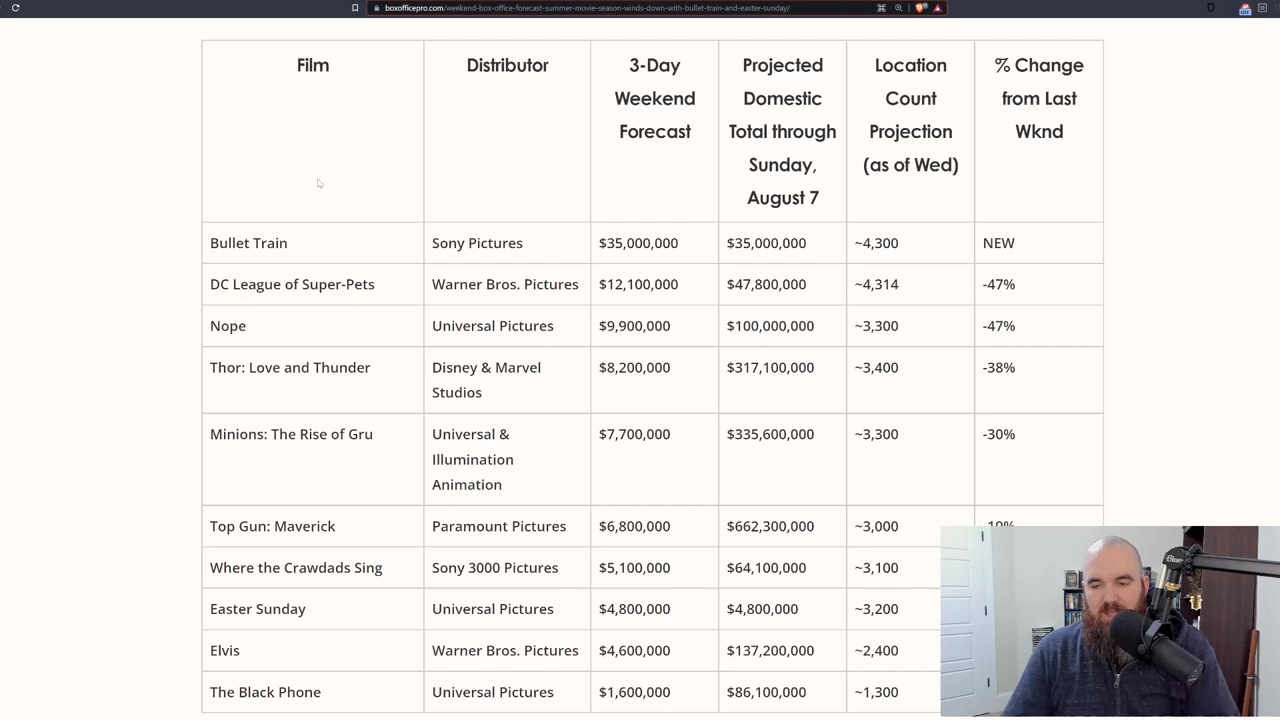 boxofficepro.com/weekend-box-office-forecast-summer-movie-season-winds-down-with-bullet-train-and-easter-sunday/
Film Distributor 3-Day Weekend Forecast Projected Domestic Total through Sunday, August 7 Location Count Projection (as of Wed) % Change from Last Wknd
Bullet Train Sony Pictures $35,000,000 $35,000,000 ~4,300 NEW
DC League of Super-Pets Warner Bros. Pictures $12,100,000 $47,800,000 ~4,314 -47%
Nope Universal Pictures $9,900,000 $100,000,000 ~3,300 -47%
Thor: Love and Thunder Disney & Marvel Studios $8,200,000 $317,100,000 ~3,400 -38%
Minions: The Rise of Gru Universal & Illumination Animation $7,700,000 $335,600,000 ~3,300 -30%
Top Gun: Maverick Paramount Pictures $6,800,000 $662,300,000 ~3,000
Where the Crawdads Sing Sony 3000 Pictures $5,100,000 $64,100,000 ~3,100
Easter Sunday Universal Pictures $4,800,000 $4,800,000 ~3,200
Elvis Warner Bros. Pictures $4,600,000 $137,200,000 ~2,400
The Black Phone Universal Pictures $1,600,000 $86,100,000 ~1,300
Blue